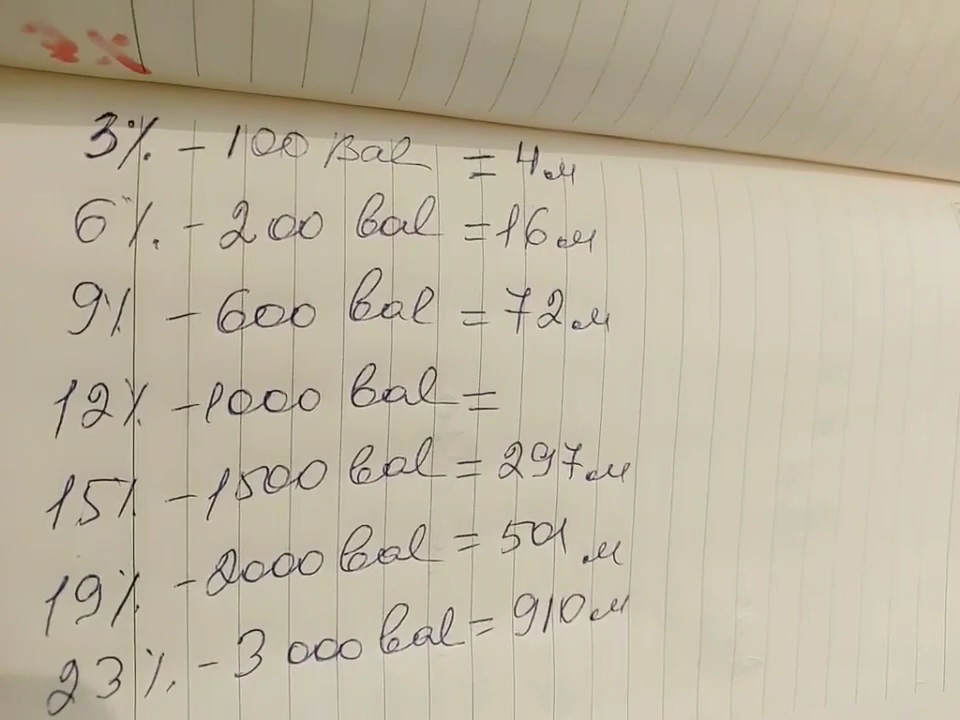 3% - 100 Bal = 4м
6% - 200 bal = 16м
9% - 600 bal = 72м
12% - 1000 bal =
15% - 1500 bal = 297м
19% - 2000 bal = 501м
23% - 3000 bal = 910м